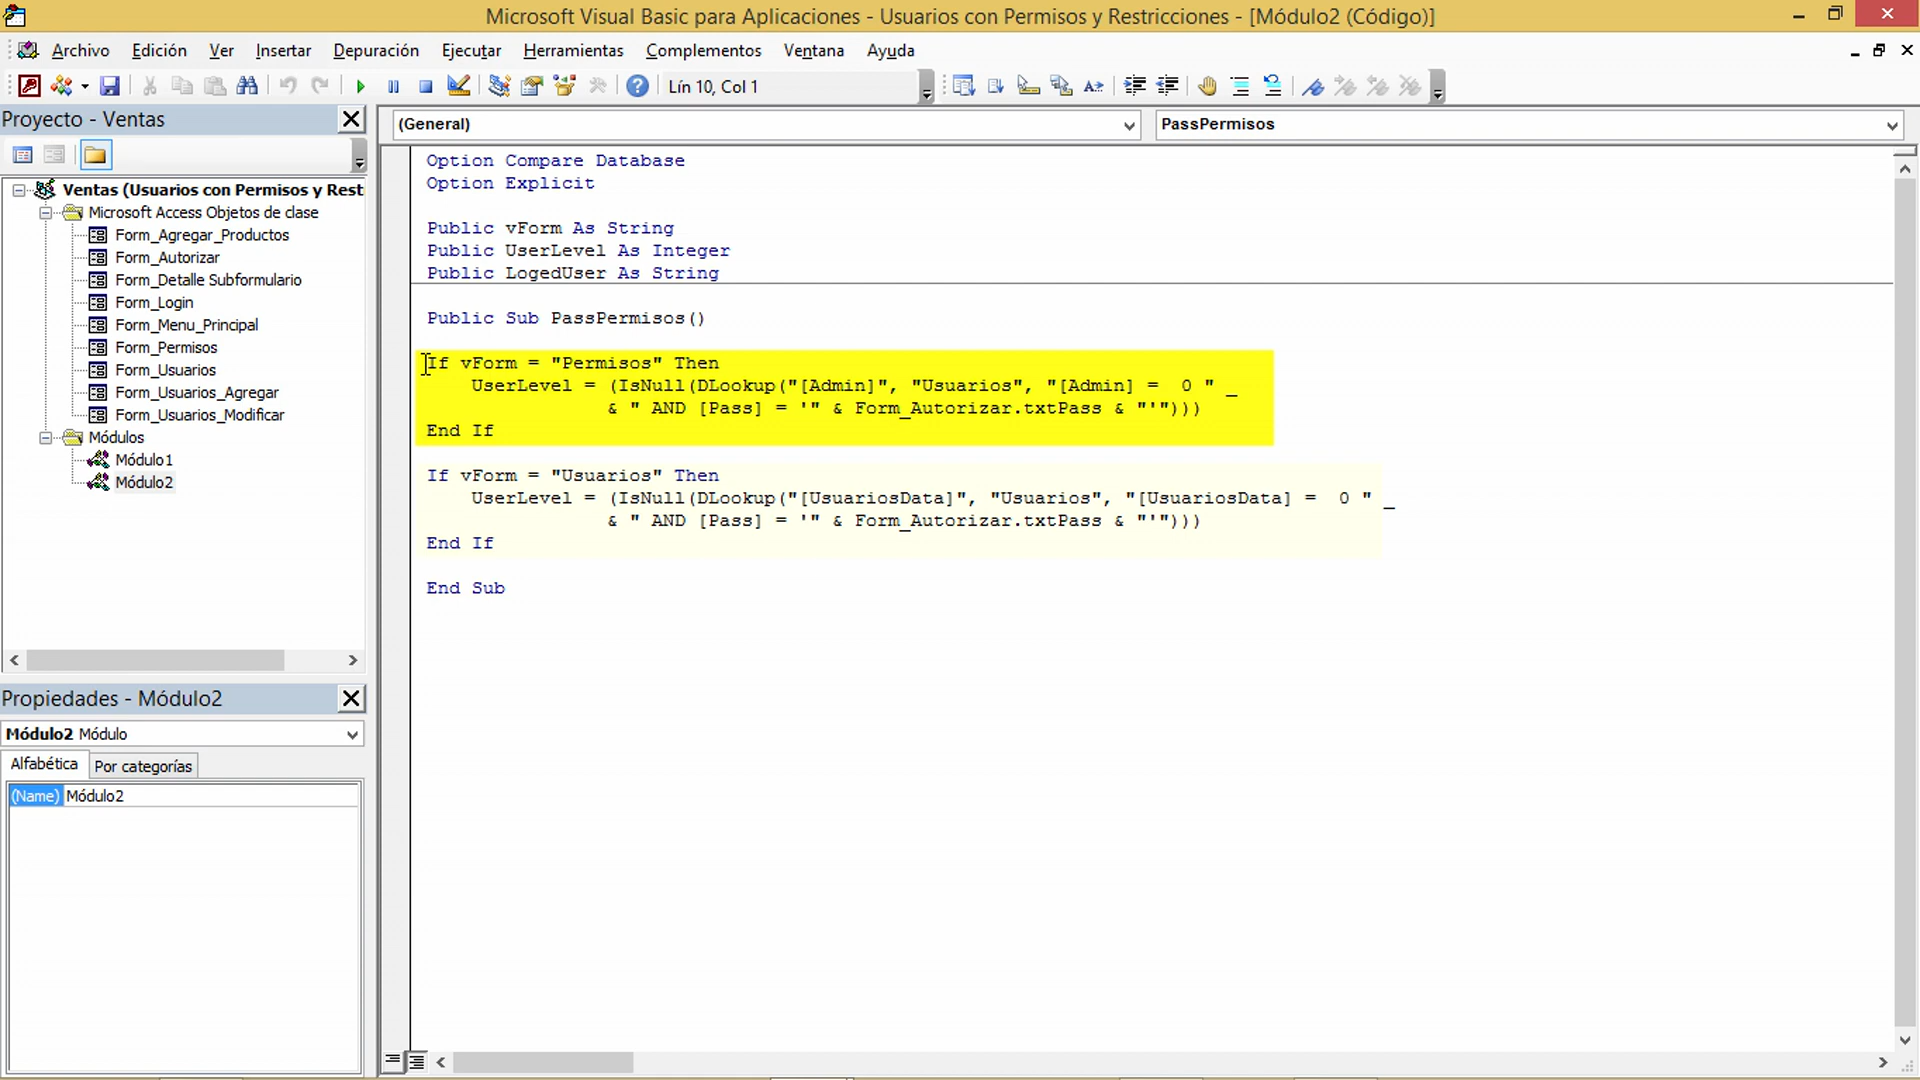 Microsoft Visual Basic para Aplicaciones - Usuarios con Permisos y Restricciones - [Módulo2 (Código)]
Archivo Edición Ver Insertar Depuración Ejecutar Herramientas Complementos Ventana Ayuda
Lín 10, Col 1
Proyecto - Ventas
Ventas (Usuarios con Permisos y Rest
Microsoft Access Objetos de clase
Form_Agregar_Productos
Form_Autorizar
Form_Detalle Subformulario
Form_Login
Form_Menu_Principal
Form_Permisos
Form_Usuarios
Form_Usuarios_Agregar
Form_Usuarios_Modificar
Módulos
Módulo1
Módulo2
Propiedades - Módulo2
Módulo2 Módulo
Alfabética Por categorías
(Name) Módulo2
(General) PassPermisos
Option Compare Database
Option Explicit
Public vForm As String
Public UserLevel As Integer
Public LogedUser As String
Public Sub PassPermisos()
If vForm = "Permisos" Then
UserLevel = (IsNull(DLookup("[Admin]", "Usuarios", "[Admin] =  0 " _
& " AND [Pass] = '" & Form_Autorizar.txtPass & "'")))
End If
If vForm = "Usuarios" Then
UserLevel = (IsNull(DLookup("[UsuariosData]", "Usuarios", "[UsuariosData] =  0 " _
& " AND [Pass] = '" & Form_Autorizar.txtPass & "'")))
End If
End Sub